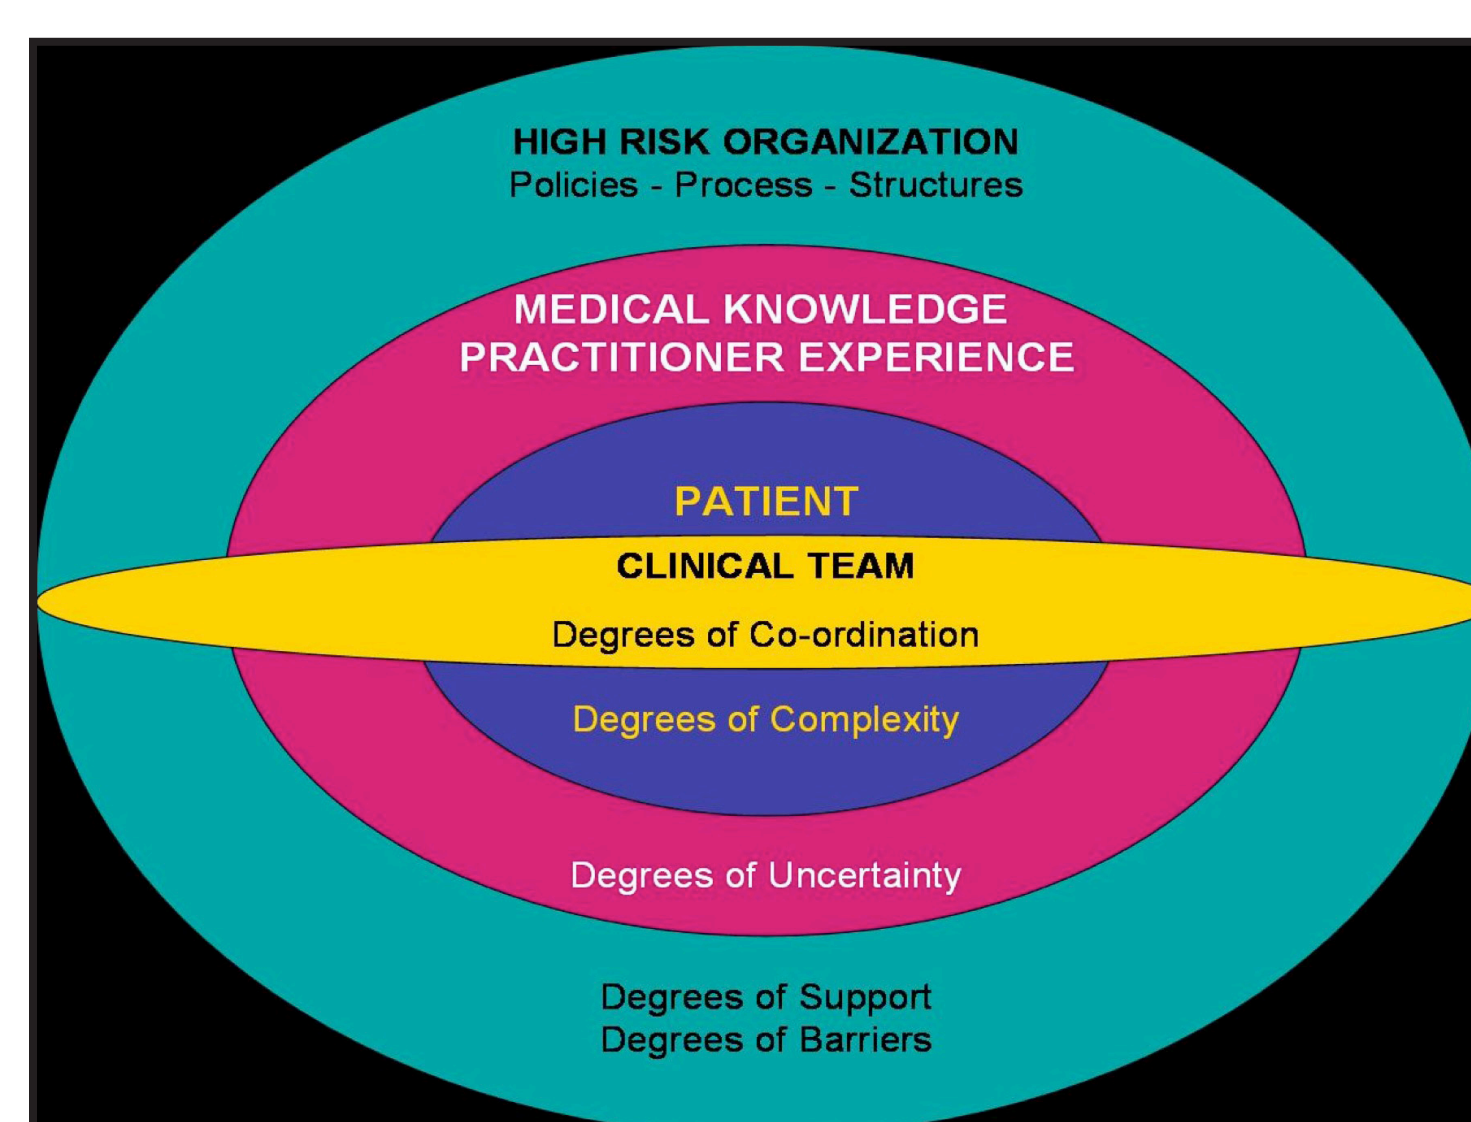 HIGH RISK ORGANIZATION
Policies - Process - Structures
MEDICAL KNOWLEDGE
PRACTITIONER EXPERIENCE
PATIENT
CLINICAL TEAM
Degrees of Co-ordination
Degrees of Complexity
Degrees of Uncertainty
Degrees of Support
Degrees of Barriers